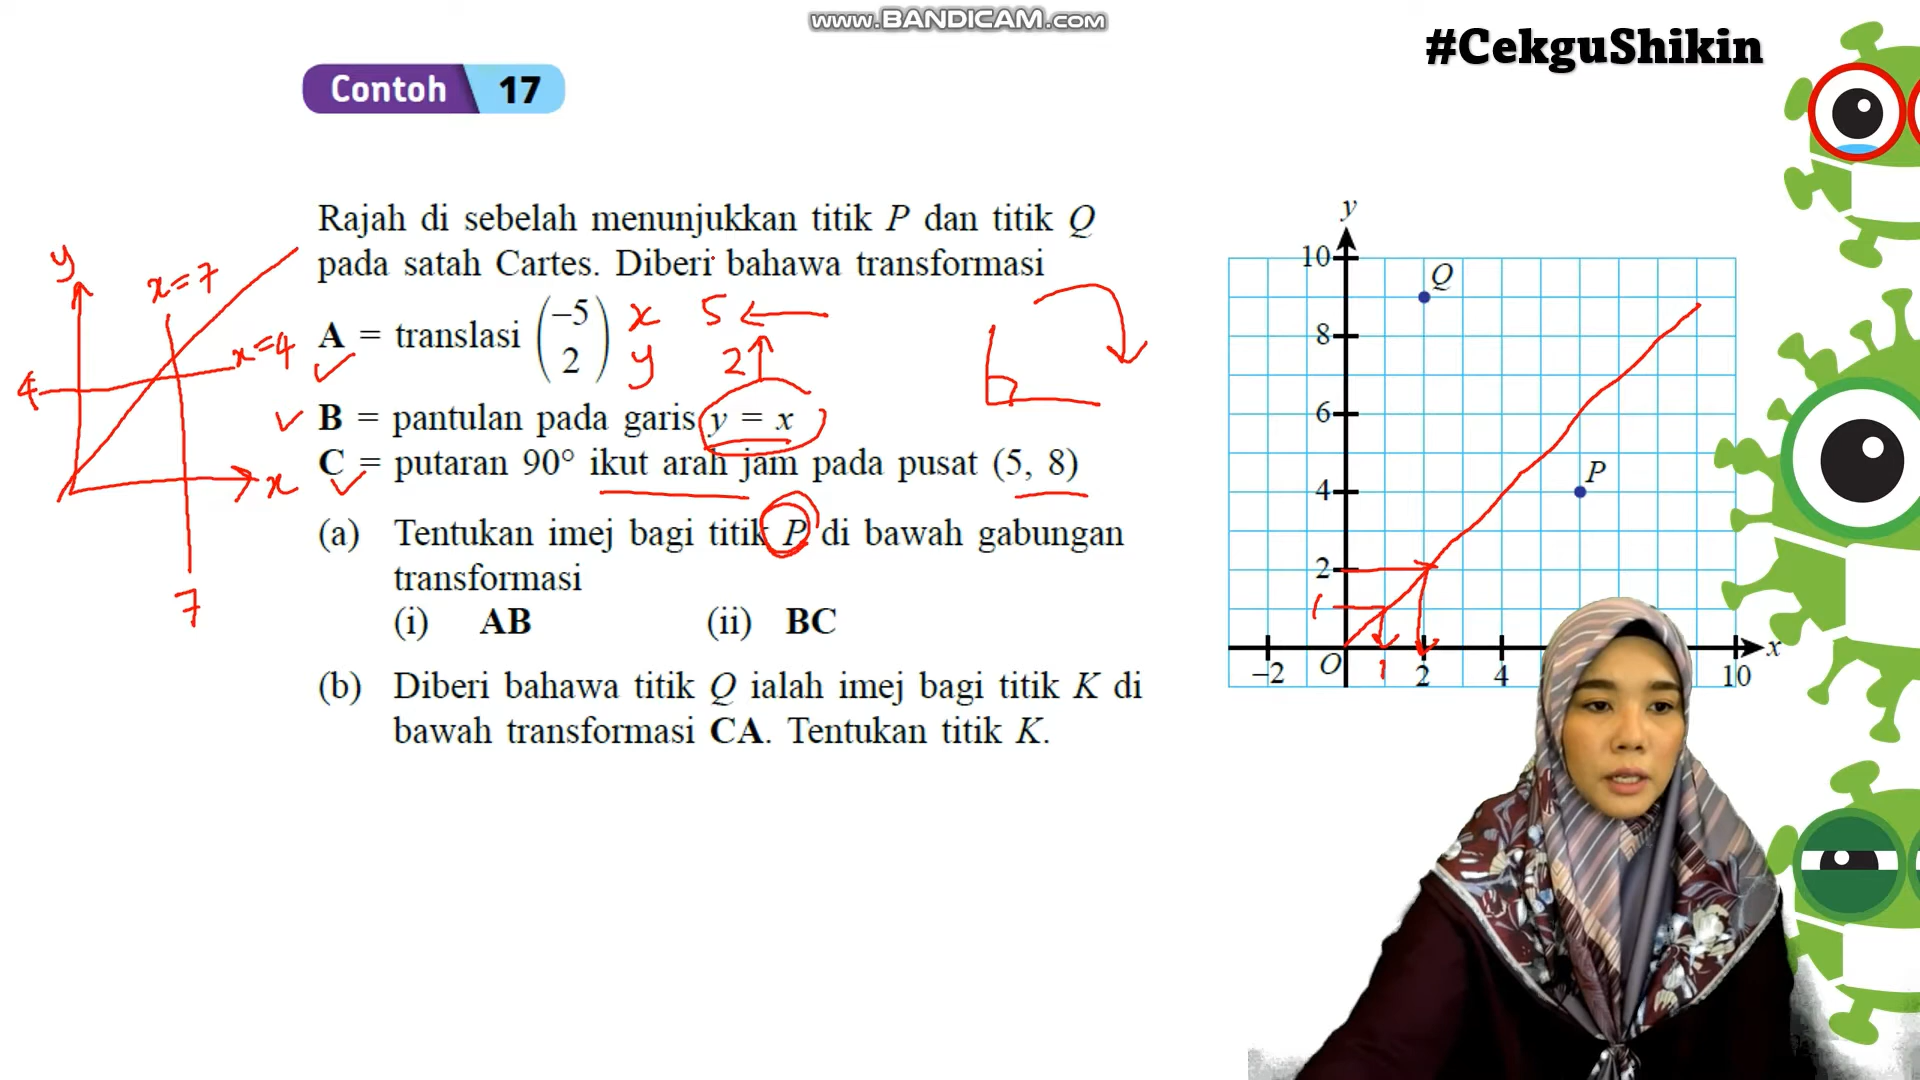 www.BANDICAM.com
#CekguShikin
Contoh 17
Rajah di sebelah menunjukkan titik P dan titik Q
pada satah Cartes. Diberi bahawa transformasi
A = translasi (−5 2) x 5 y 2
B = pantulan pada garis y = x
C = putaran 90° ikut arah jam pada pusat (5, 8)
(a) Tentukan imej bagi titik P di bawah gabungan
transformasi
(i) AB (ii) BC
(b) Diberi bahawa titik Q ialah imej bagi titik K di
bawah transformasi CA. Tentukan titik K.
y
x=7
x=4
4
x
7
y
10
Q
8
6
P
4
2
1
O
x
−2 1 2 4 10